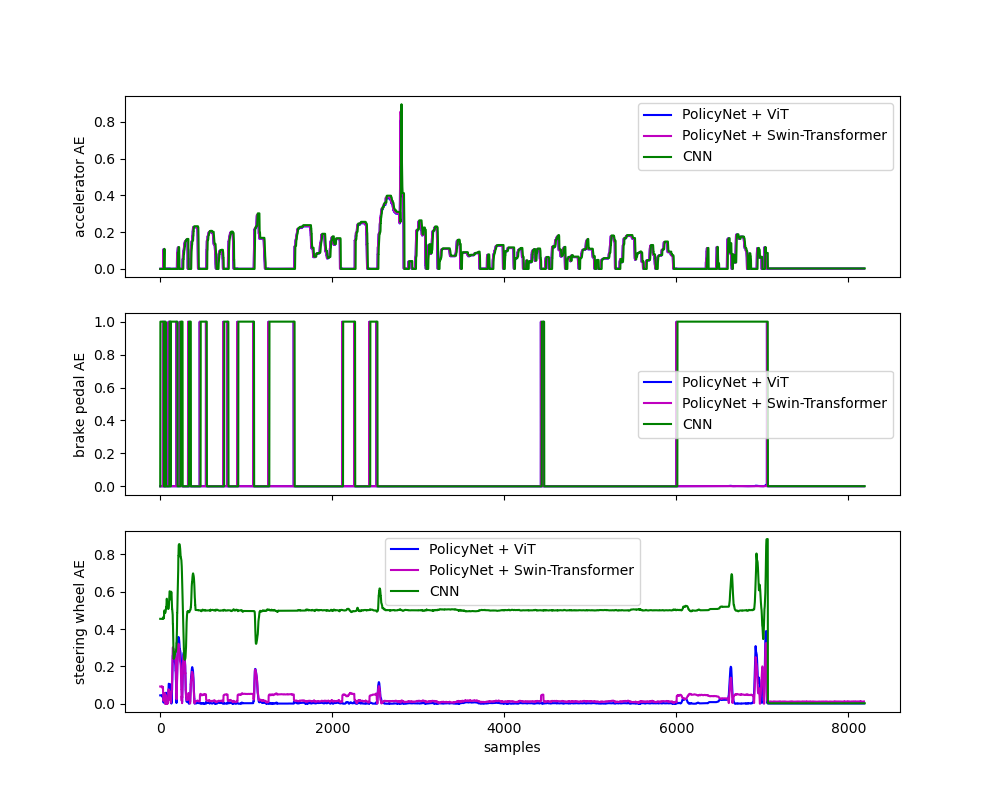 accelerator AE
0.8
0.6
0.4
0.2
0.0
PolicyNet + ViT
PolicyNet + Swin-Transformer
CNN
brake pedal AE
1.0
0.8
0.6
0.4
0.2
0.0
PolicyNet + ViT
PolicyNet + Swin-Transformer
CNN
steering wheel AE
0.8
0.6
0.4
0.2
0.0
PolicyNet + ViT
PolicyNet + Swin-Transformer
CNN
0 2000 4000 6000 8000
samples